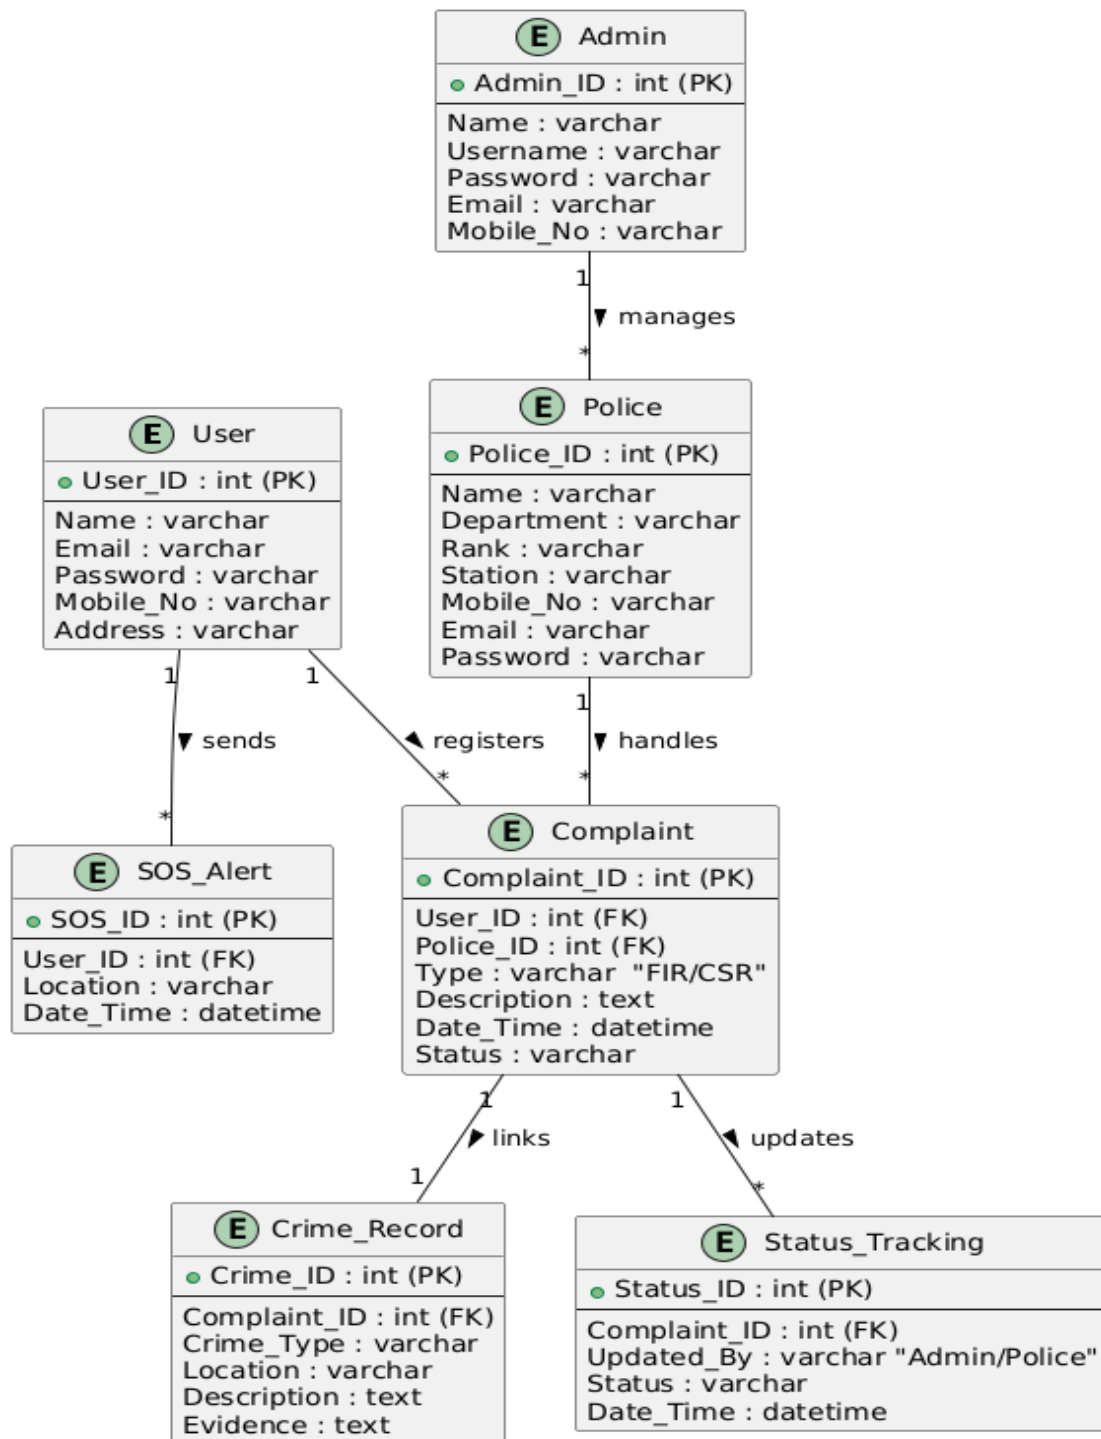 E Admin
Admin_ID : int (PK)
Name : varchar
Username : varchar
Password : varchar
Email : varchar
Mobile_No : varchar
1
manages
*
E Police
Police_ID : int (PK)
Name : varchar
Department : varchar
Rank : varchar
Station : varchar
Mobile_No : varchar
Email : varchar
Password : varchar
E User
User_ID : int (PK)
Name : varchar
Email : varchar
Password : varchar
Mobile_No : varchar
Address : varchar
1
sends
*
1
registers
*
1
handles
*
E SOS_Alert
SOS_ID : int (PK)
User_ID : int (FK)
Location : varchar
Date_Time : datetime
E Complaint
Complaint_ID : int (PK)
User_ID : int (FK)
Police_ID : int (FK)
Type : varchar "FIR/CSR"
Description : text
Date_Time : datetime
Status : varchar
1
links
1
1
updates
*
E Crime_Record
Crime_ID : int (PK)
Complaint_ID : int (FK)
Crime_Type : varchar
Location : varchar
Description : text
Evidence : text
E Status_Tracking
Status_ID : int (PK)
Complaint_ID : int (FK)
Updated_By : varchar "Admin/Police"
Status : varchar
Date_Time : datetime